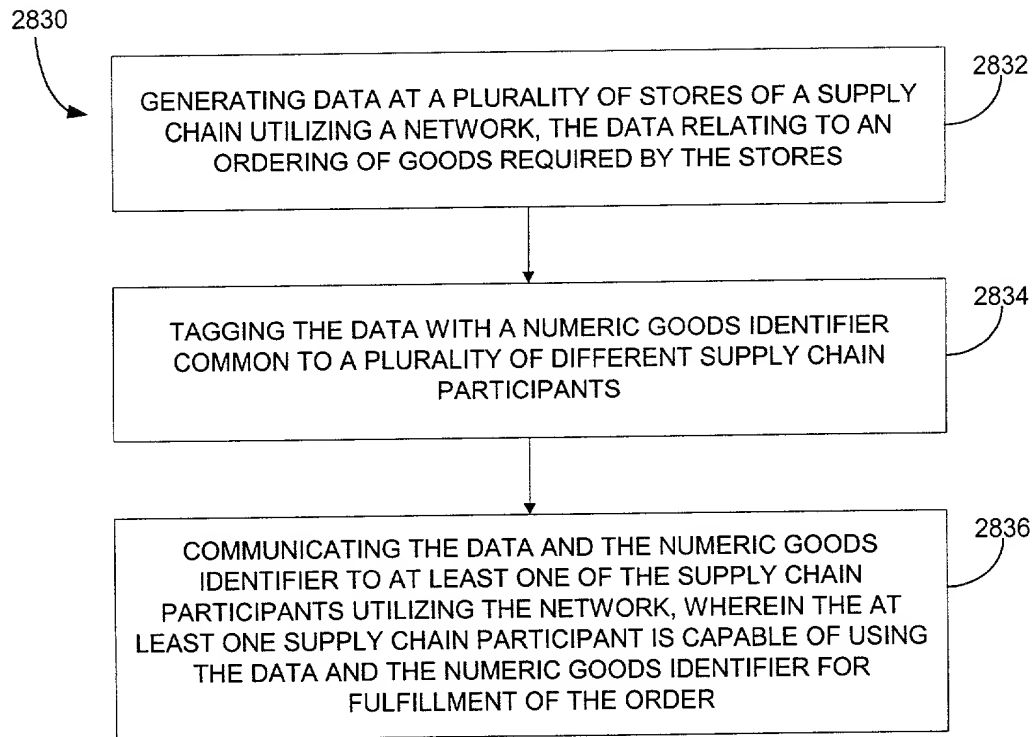 2830
2832
GENERATING DATA AT A PLURALITY OF STORES OF A SUPPLY
CHAIN UTILIZING A NETWORK, THE DATA RELATING TO AN
ORDERING OF GOODS REQUIRED BY THE STORES
2834
TAGGING THE DATA WITH A NUMERIC GOODS IDENTIFIER
COMMON TO A PLURALITY OF DIFFERENT SUPPLY CHAIN
PARTICIPANTS
2836
COMMUNICATING THE DATA AND THE NUMERIC GOODS
IDENTIFIER TO AT LEAST ONE OF THE SUPPLY CHAIN
PARTICIPANTS UTILIZING THE NETWORK, WHEREIN THE AT
LEAST ONE SUPPLY CHAIN PARTICIPANT IS CAPABLE OF USING
THE DATA AND THE NUMERIC GOODS IDENTIFIER FOR
FULFILLMENT OF THE ORDER